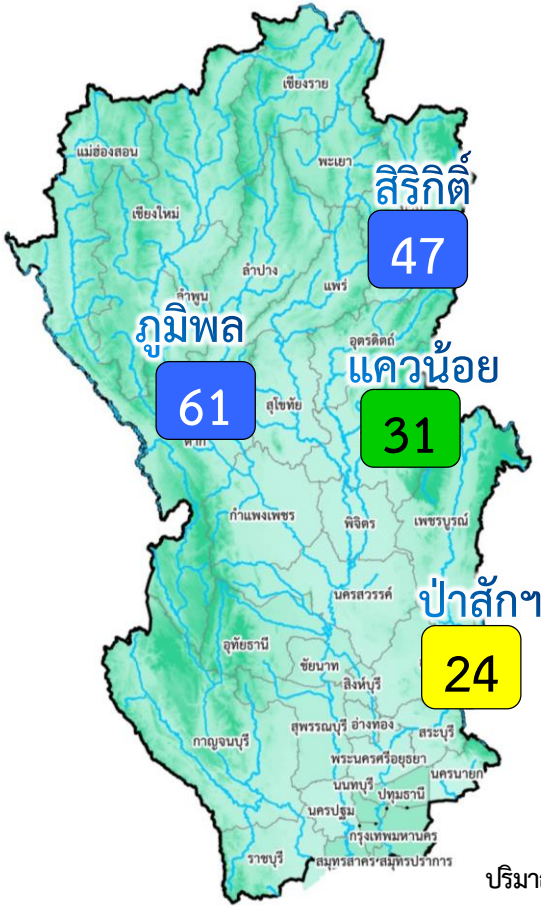 เชียงราย
แม่ฮ่องสอน
พะเยา
สิริกิติ์
เชียงใหม่
47
ลำปาง
แพร่
ลำพูน
ภูมิพล
อุตรดิตถ์
แควน้อย
61
สุโขทัย
31
ตาก
กำแพงเพชร
พิจิตร
เพชรบูรณ์
นครสวรรค์
ป่าสักฯ
อุทัยธานี
ชัยนาท
24
สิงห์บุรี
สุพรรณบุรี อ่างทอง
สระบุรี
กาญจนบุรี
พระนครศรีอยุธยา
นครนายก
นนทบุรี
ปทุมธานี
นครปฐม
กรุงเทพมหานคร
ราชบุรี
สมุทรสาคร สมุทรปราการ